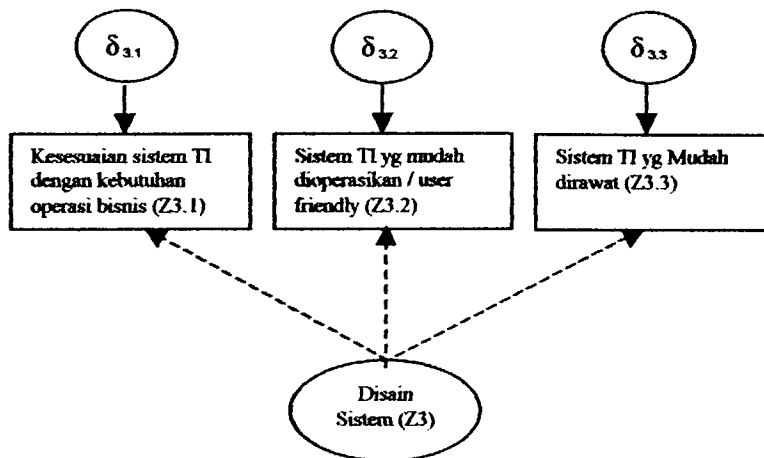 δ3.1
δ3.2
δ3.3
Kesesuaian sistem TI
dengan kebutuhan
operasi bisnis (Z3.1)
Sistem TI yg mudah
dioperasikan / user
friendly (Z3.2)
Sistem TI yg Mudah
dirawat (Z3.3)
Disain
Sistem (Z3)